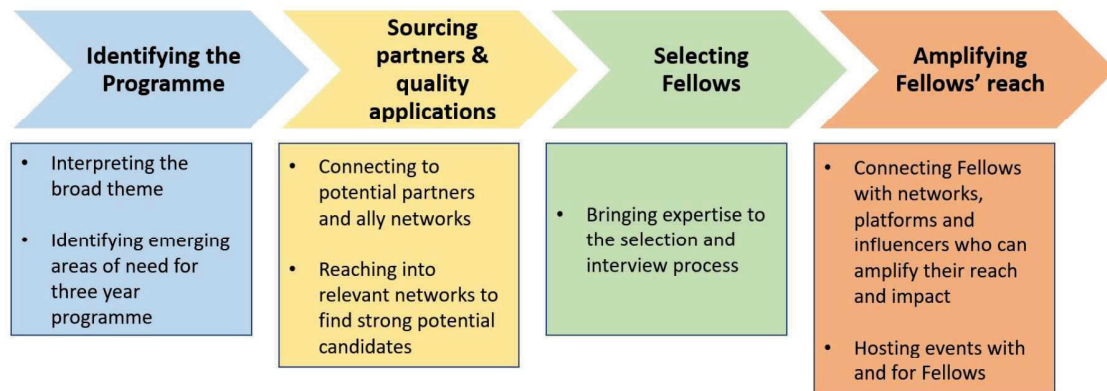 Identifying the
Programme
Sourcing
partners &
quality
applications
Selecting
Fellows
Amplifying
Fellows’ reach
• Interpreting the
broad theme
• Identifying emerging
areas of need for
three year
programme
• Connecting to
potential partners
and ally networks
• Reaching into
relevant networks to
find strong potential
candidates
• Bringing expertise to
the selection and
interview process
• Connecting Fellows
with networks,
platforms and
influencers who can
amplify their reach
and impact
• Hosting events with
and for Fellows